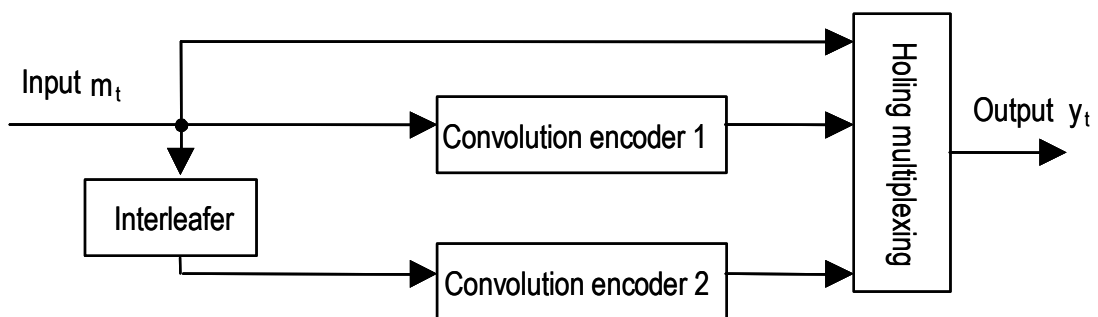 Input m_t
Convolution encoder 1
Interleafer
Convolution encoder 2
Holing multiplexing
Output y_t